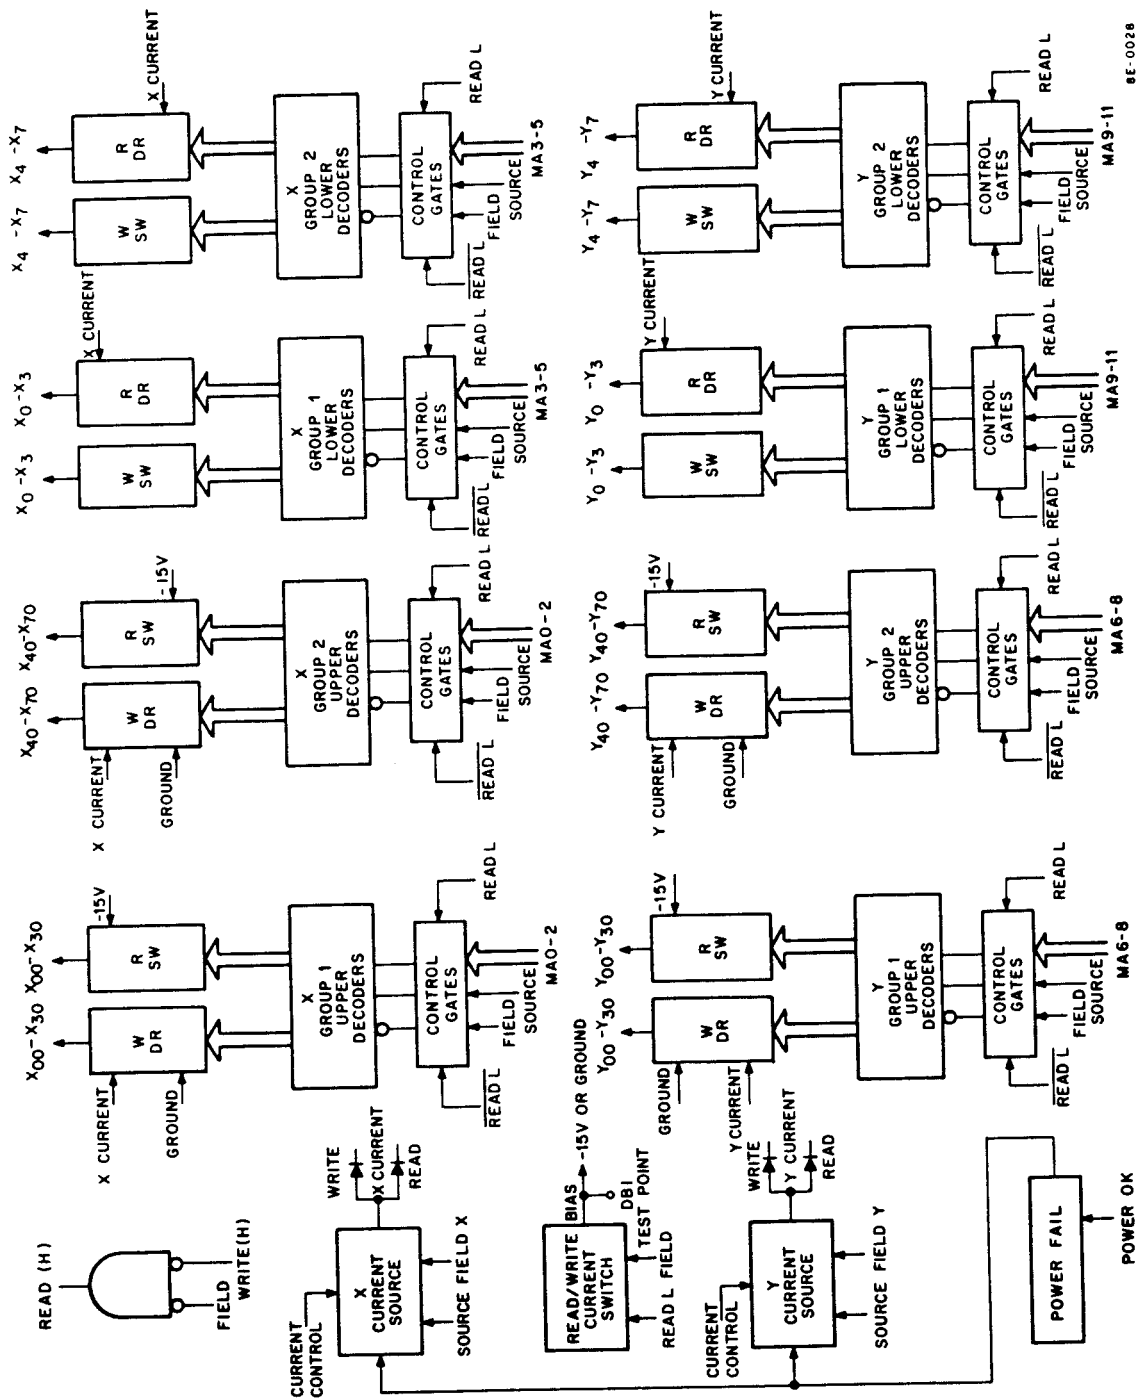 X4 -X7
X4 -X7
W
SW
R
DR
X CURRENT
X
GROUP 2
LOWER
DECODERS
CONTROL
GATES
READ L
READ L
FIELD
SOURCE
MA3-5
X0 -X3
X0 -X3
W
SW
R
DR
X CURRENT
X
GROUP 1
LOWER
DECODERS
CONTROL
GATES
READ L
READ L
FIELD
SOURCE
MA3-5
X40-X70
X40-X70
W
DR
R
SW
-15V
X CURRENT
GROUND
X
GROUP 2
UPPER
DECODERS
CONTROL
GATES
READ L
READ L
FIELD
SOURCE
MA0-2
X00-X30
X00-X30
W
DR
R
SW
-15V
X CURRENT
GROUND
X
GROUP 1
UPPER
DECODERS
CONTROL
GATES
READ L
READ L
FIELD
SOURCE
MA0-2
Y4 -Y7
Y4 -Y7
W
SW
R
DR
Y CURRENT
Y
GROUP 2
LOWER
DECODERS
CONTROL
GATES
READ L
READ L
FIELD
SOURCE
MA9-11
Y0 -Y3
Y0 -Y3
W
SW
R
DR
Y CURRENT
Y
GROUP 1
LOWER
DECODERS
CONTROL
GATES
READ L
READ L
FIELD
SOURCE
MA9-11
Y40-Y70
Y40-Y70
W
DR
R
SW
-15V
Y CURRENT
GROUND
Y
GROUP 2
UPPER
DECODERS
CONTROL
GATES
READ L
READ L
FIELD
SOURCE
MA6-8
Y00-Y30
Y00-Y30
W
DR
R
SW
-15V
GROUND
Y CURRENT
Y
GROUP 1
UPPER
DECODERS
CONTROL
GATES
READ L
READ L
FIELD
SOURCE
MA6-8
READ (H)
FIELD
WRITE(H)
CURRENT
CONTROL
X
CURRENT
SOURCE
WRITE
X CURRENT
READ
SOURCE FIELD X
READ/WRITE
CURRENT
SWITCH
BIAS
-15V OR GROUND
DB1
TEST POINT
READ L FIELD
CURRENT
CONTROL
Y
CURRENT
SOURCE
WRITE
Y CURRENT
READ
SOURCE FIELD Y
POWER FAIL
POWER OK
8E-0028